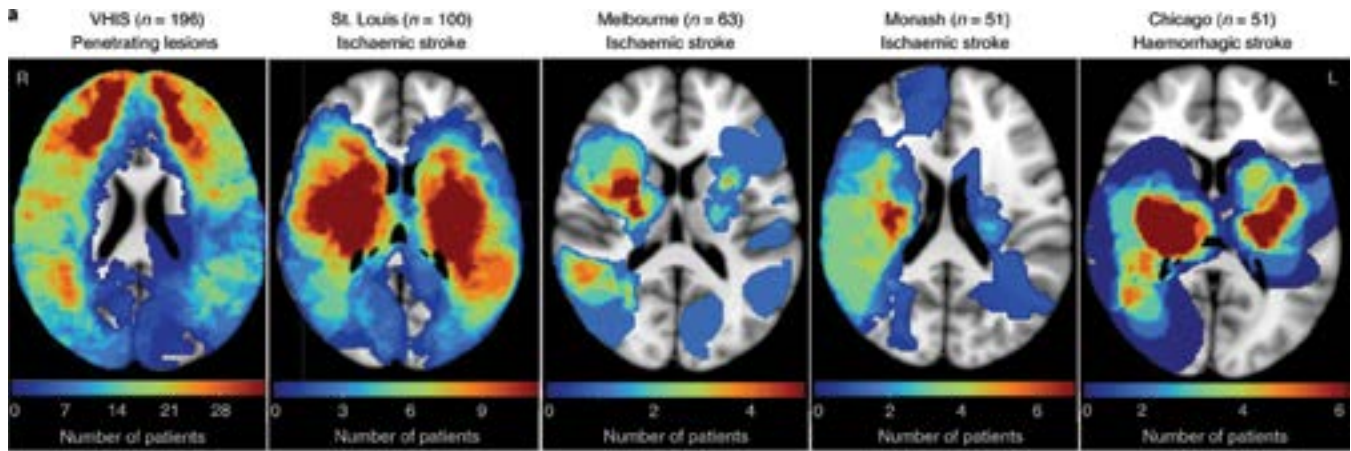 a
VHIS (n = 196)
Penetrating lesions
St. Louis (n = 100)
Ischaemic stroke
Melbourne (n = 63)
Ischaemic stroke
Monash (n = 51)
Ischaemic stroke
Chicago (n = 51)
Haemorrhagic stroke
R
L
0 7 14 21 28
Number of patients
0 3 6 9
Number of patients
0 2 4
Number of patients
0 2 4 6
Number of patients
0 2 4 6
Number of patients